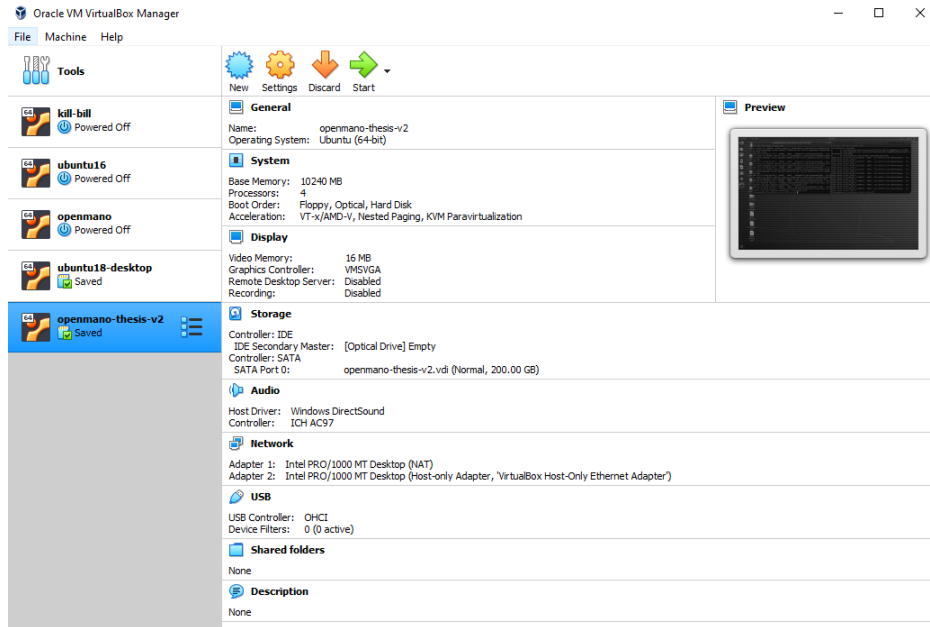 Oracle VM VirtualBox Manager
File Machine Help
Tools
New Settings Discard Start
64
kill-bill
Powered Off
64
ubuntu16
Powered Off
64
openmano
Powered Off
64
ubuntu18-desktop
Saved
64
openmano-thesis-v2
Saved
General
Name: openmano-thesis-v2
Operating System: Ubuntu (64-bit)
System
Base Memory: 10240 MB
Processors: 4
Boot Order: Floppy, Optical, Hard Disk
Acceleration: VT-x/AMD-V, Nested Paging, KVM Paravirtualization
Display
Video Memory: 16 MB
Graphics Controller: VMSVGA
Remote Desktop Server: Disabled
Recording: Disabled
Storage
Controller: IDE
IDE Secondary Master: [Optical Drive] Empty
Controller: SATA
SATA Port 0: openmano-thesis-v2.vdi (Normal, 200.00 GB)
Audio
Host Driver: Windows DirectSound
Controller: ICH AC97
Network
Adapter 1: Intel PRO/1000 MT Desktop (NAT)
Adapter 2: Intel PRO/1000 MT Desktop (Host-only Adapter, 'VirtualBox Host-Only Ethernet Adapter')
USB
USB Controller: OHCI
Device Filters: 0 (0 active)
Shared folders
None
Description
None
Preview